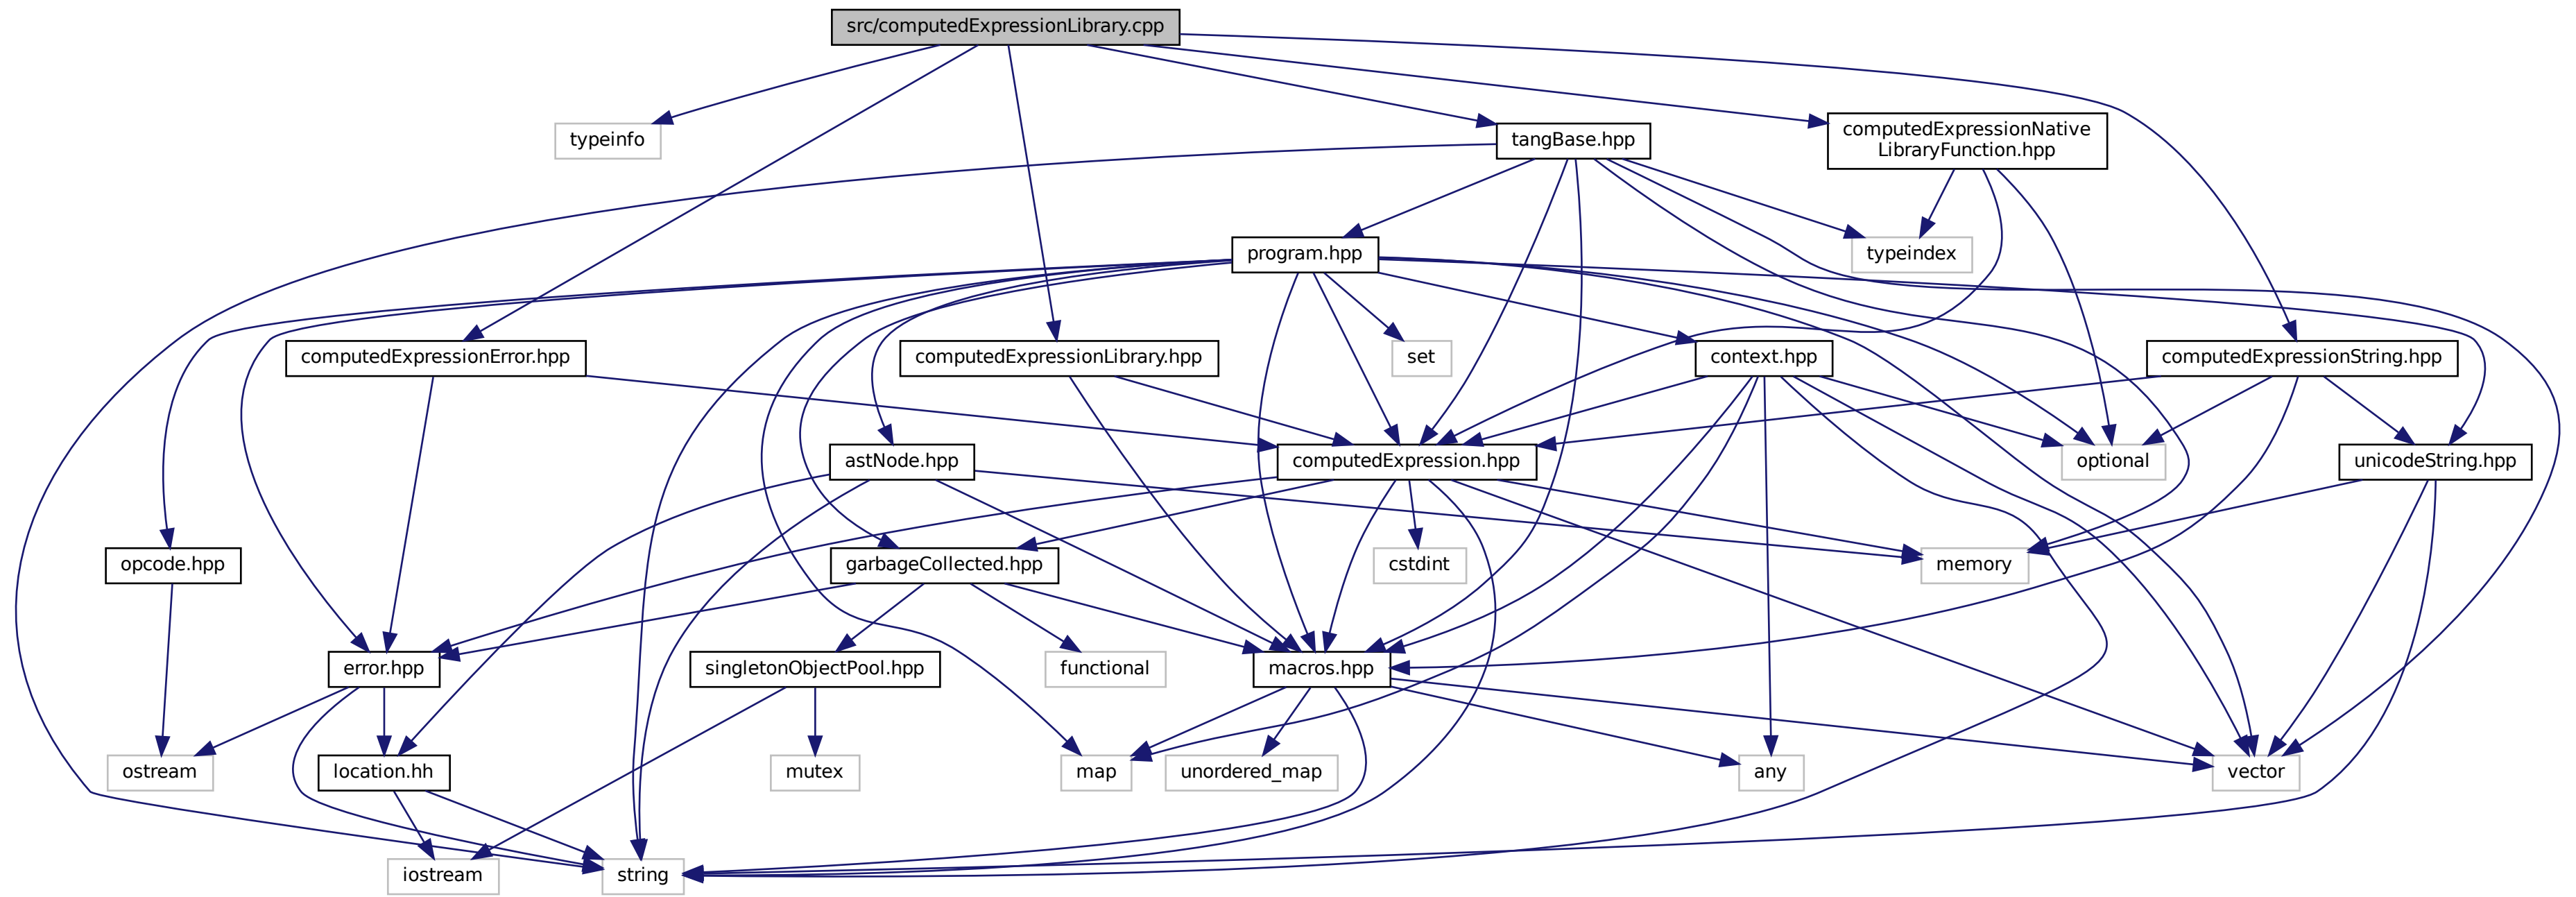 src/computedExpressionLibrary.cpp
typeinfo
tangBase.hpp
computedExpressionNative
LibraryFunction.hpp
program.hpp
typeindex
computedExpressionError.hpp
computedExpressionLibrary.hpp
set
context.hpp
computedExpressionString.hpp
astNode.hpp
computedExpression.hpp
optional
unicodeString.hpp
opcode.hpp
garbageCollected.hpp
cstdint
memory
error.hpp
singletonObjectPool.hpp
functional
macros.hpp
ostream
location.hh
mutex
map
unordered_map
any
vector
iostream
string